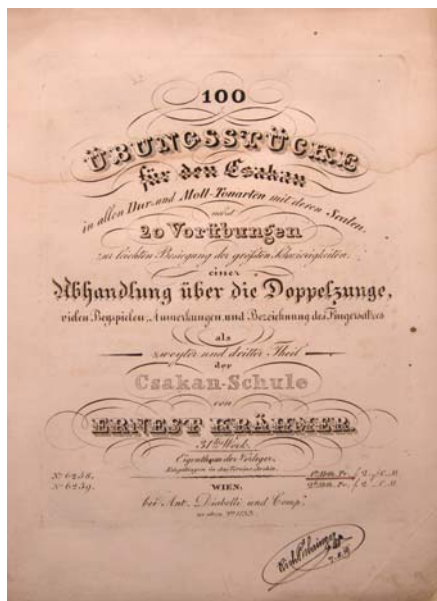 100
ÜBUNGSSTÜCKE
für den Csakan
in allen Dur und Moll-Tonarten mit deren Scalen,
nebst
20 Vorübungen
zur leichten Besiegung der größten Schwierigkeiten.
einer
Abhandlung über die Doppelzunge,
vielen Beyspielen, Anmerkungen, und Bezeichnung des Fingersatzes
als
zweyter und dritter Theil
der
Csakan-Schule
von
ERNEST KRÄHMER.
31tes Werk.
Eigenthum der Verleger.
Eingetragen in das Vereins-Archiv.
No 6238.
No 6239.
WIEN,
bei Ant. Diabelli und Comp.